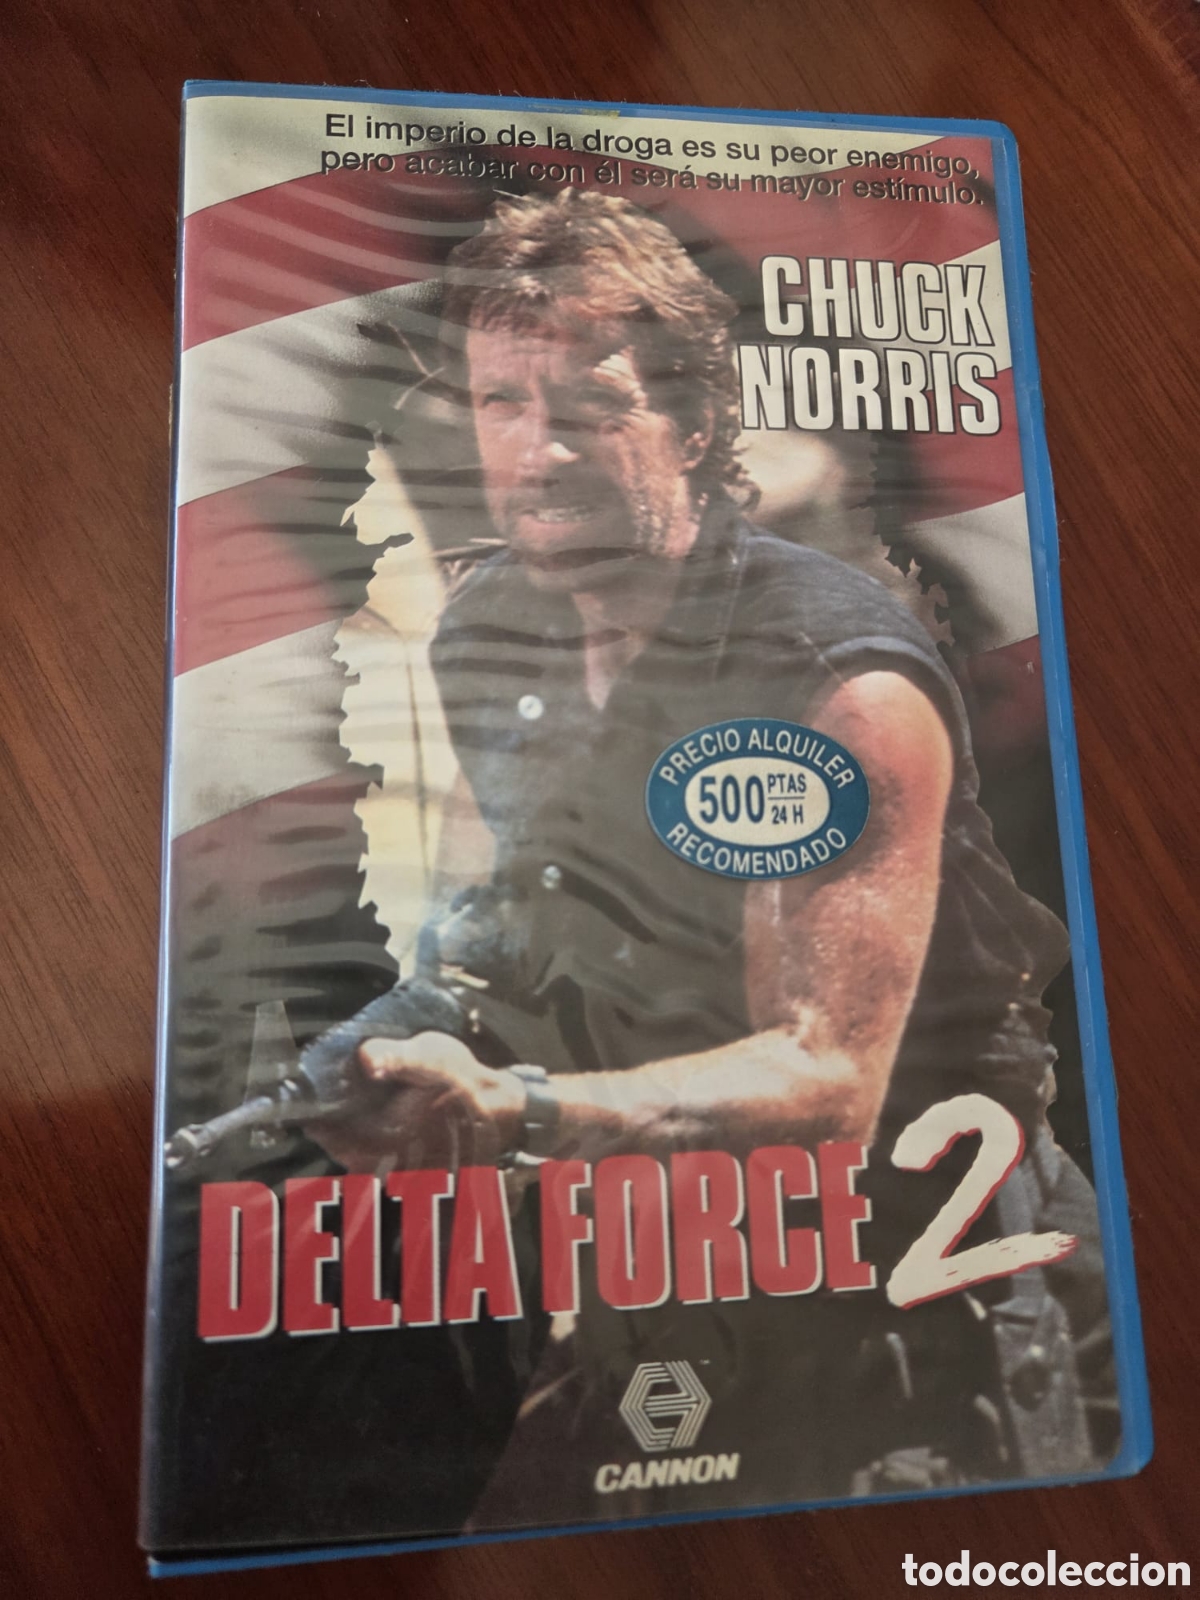 El imperio de la droga es su peor enemigo,
pero acabar con él será su mayor estímulo.
CHUCK
NORRIS
PRECIO ALQUILER
500 PTAS
24 H
RECOMENDADO
DELTA FORCE 2
CANNON
todocoleccion